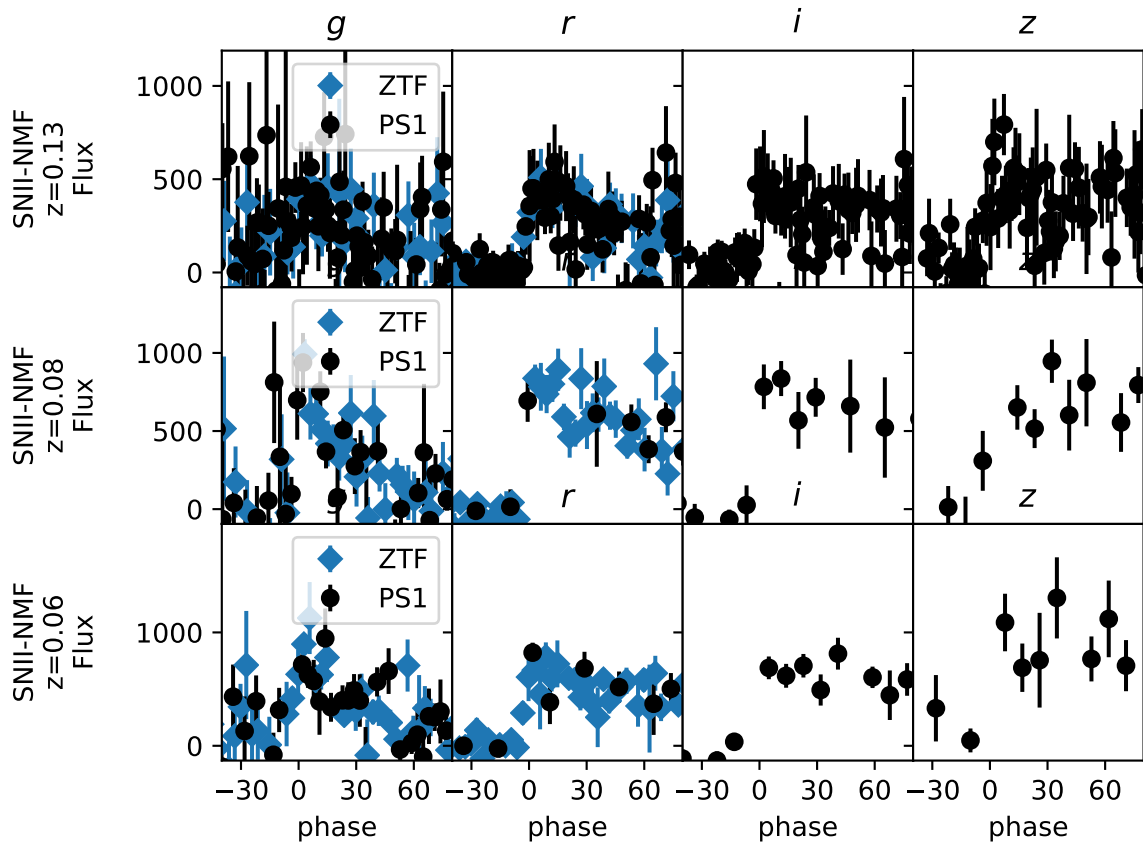 g r i z
SNII-NMF
z=0.13
Flux
1000
500
0
ZTF
PS1
SNII-NMF
z=0.08
Flux
1000
500
0
ZTF
PS1
r i z
SNII-NMF
z=0.06
Flux
1000
0
ZTF
PS1
−30 0 30 60 −30 0 30 60 −30 0 30 60 −30 0 30 60
phase phase phase phase